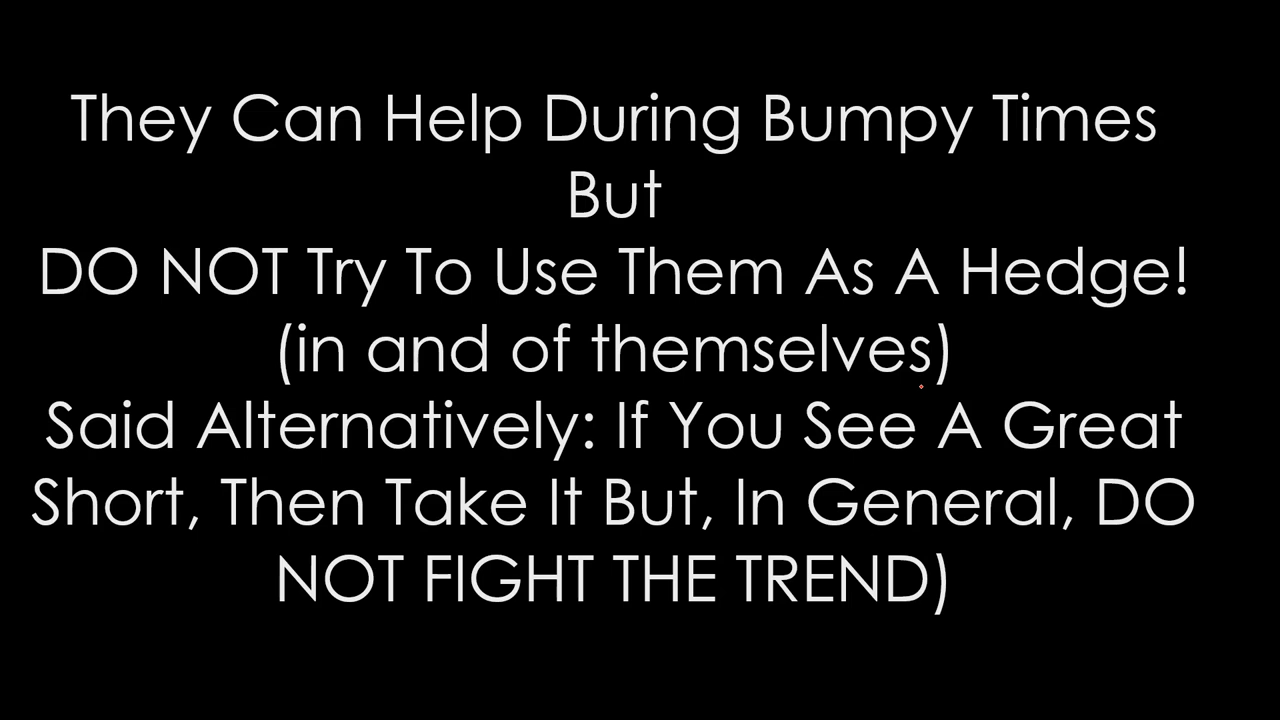 They Can Help During Bumpy Times
But
DO NOT Try To Use Them As A Hedge!
(in and of themselves)
Said Alternatively: If You See A Great
Short, Then Take It But, In General, DO
NOT FIGHT THE TREND)